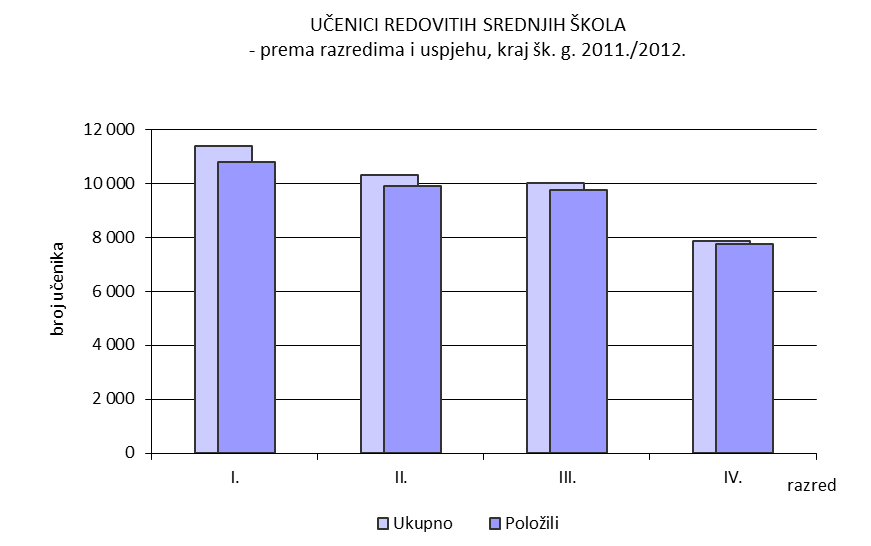 UČENICI REDOVITIH SREDNJIH ŠKOLA
- prema razredima i uspjehu, kraj šk. g. 2011./2012.
12 000
10 000
8 000
6 000
4 000
2 000
0
broj učenika
I.
II.
III.
IV.
razred
Ukupno
Položili